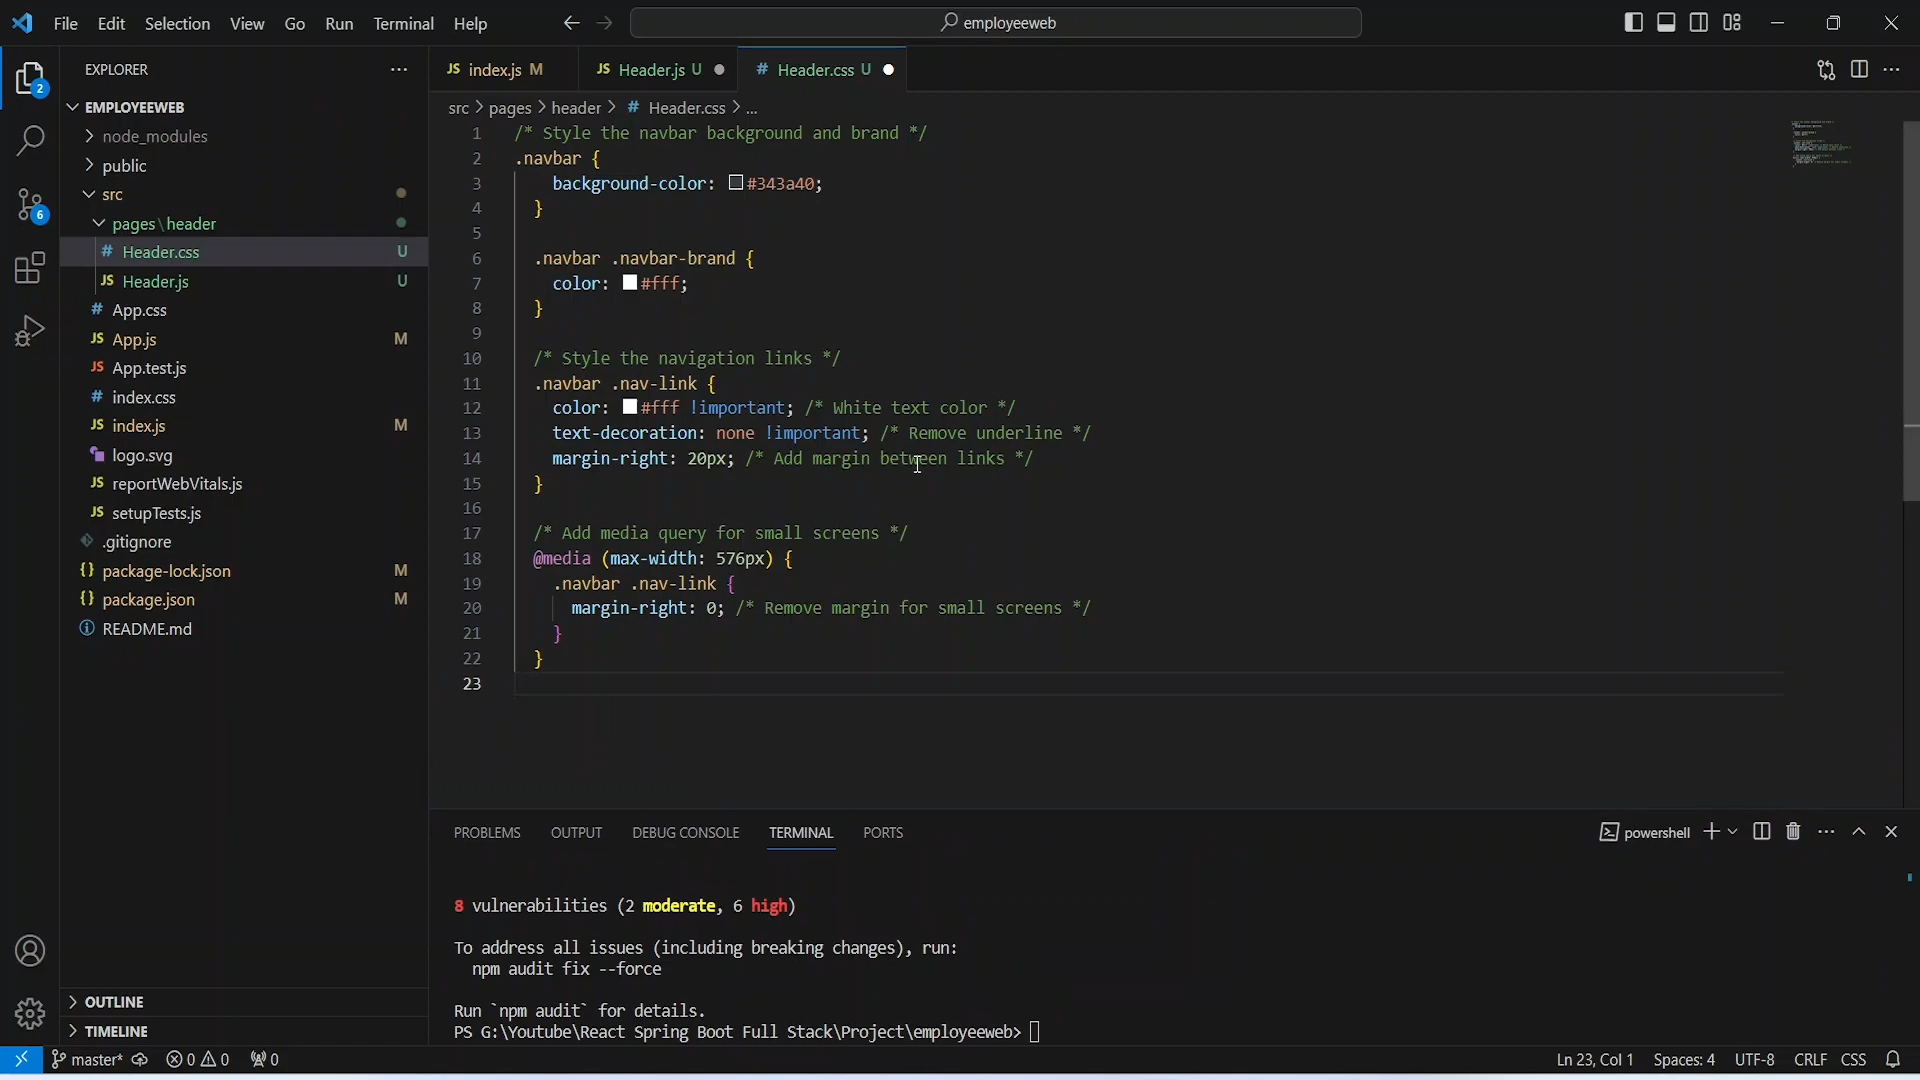 File Edit Selection View Go Run Terminal Help employeeweb
EXPLORER
index.js M Header.js U Header.css U
EMPLOYEEWEB
src > pages > header > # Header.css > ...
node_modules
public
src
pages\header
Header.css U
Header.js U
App.css
App.js M
App.test.js
index.css
index.js M
logo.svg
reportWebVitals.js
setupTests.js
.gitignore
package-lock.json M
package.json M
README.md
OUTLINE
TIMELINE
2
6
1 /* Style the navbar background and brand */
2 .navbar {
3 background-color: #343a40;
4 }
5
6 .navbar .navbar-brand {
7 color: #fff;
8 }
9
10 /* Style the navigation links */
11 .navbar .nav-link {
12 color: #fff !important; /* White text color */
13 text-decoration: none !important; /* Remove underline */
14 margin-right: 20px; /* Add margin between links */
15 }
16
17 /* Add media query for small screens */
18 @media (max-width: 576px) {
19 .navbar .nav-link {
20 margin-right: 0; /* Remove margin for small screens */
21 }
22 }
23
PROBLEMS OUTPUT DEBUG CONSOLE TERMINAL PORTS powershell
8 vulnerabilities (2 moderate, 6 high)
To address all issues (including breaking changes), run:
npm audit fix --force
Run `npm audit` for details.
PS G:\Youtube\React Spring Boot Full Stack\Project\employeeweb>
master* 0 0 0 Ln 23, Col 1 Spaces: 4 UTF-8 CRLF CSS